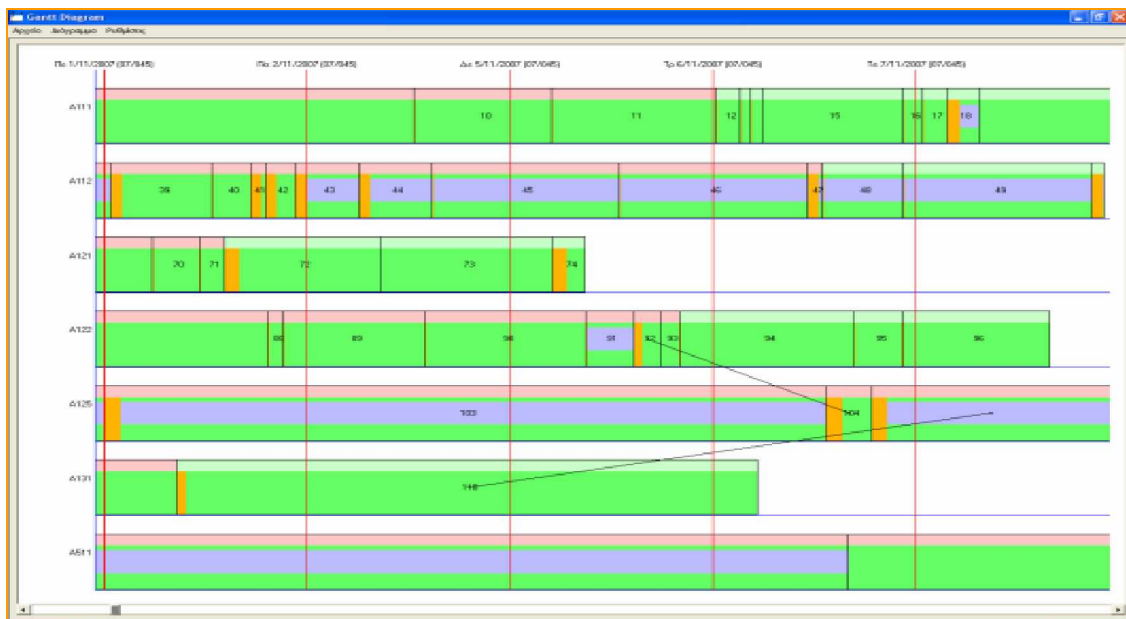 Gantt Diagram
Αρχείο Διάγραμμα Ρυθμίσεις
Πε 1/11/2007 (07/045) Πα 2/11/2007 (07/045) Δε 5/11/2007 (07/045) Τρ 6/11/2007 (07/045) Τε 7/11/2007 (07/045)
A111 10 11 12 15 16 17 18
A112 39 40 41 42 43 44 45 46 47 48 49
A121 70 71 72 73 74
A122 88 89 90 91 92 93 94 95 96
A125 103 104
A131
A511